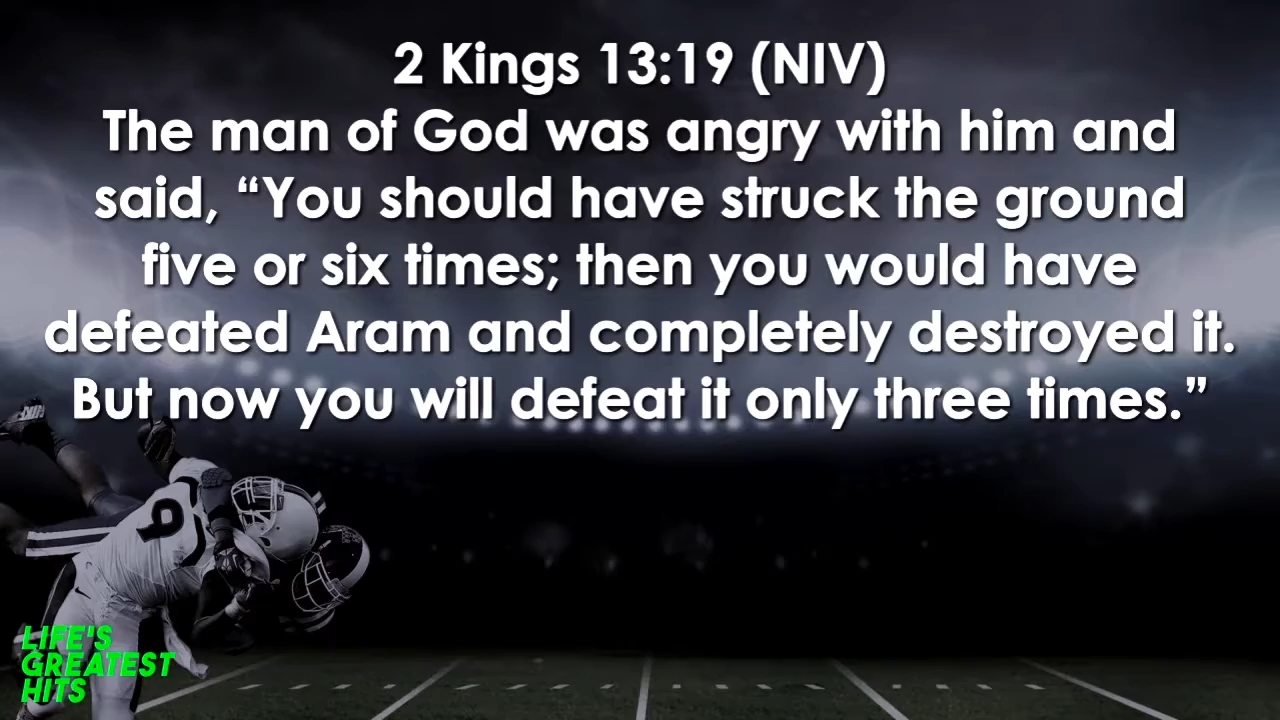 2 Kings 13:19 (NIV)
The man of God was angry with him and
said, “You should have struck the ground
five or six times; then you would have
defeated Aram and completely destroyed it.
But now you will defeat it only three times.”
9
LIFE'S
GREATEST
HITS